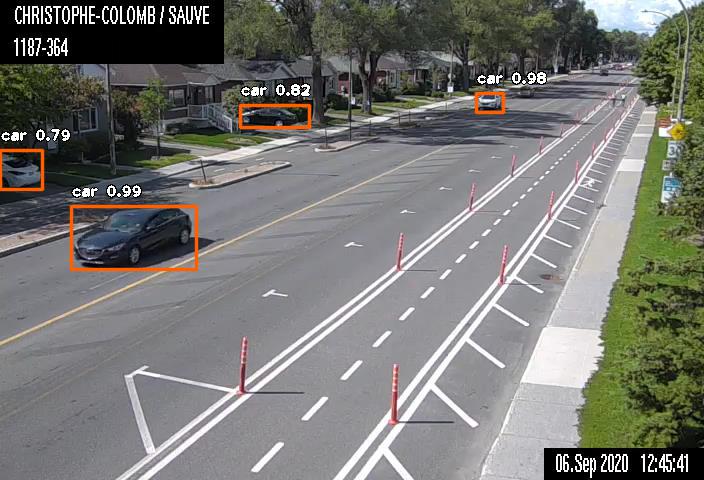 CHRISTOPHE-COLOMB / SAUVE
1187-364
car 0.98
car 0.82
car 0.79
car 0.99
06.Sep 2020 12:45:41